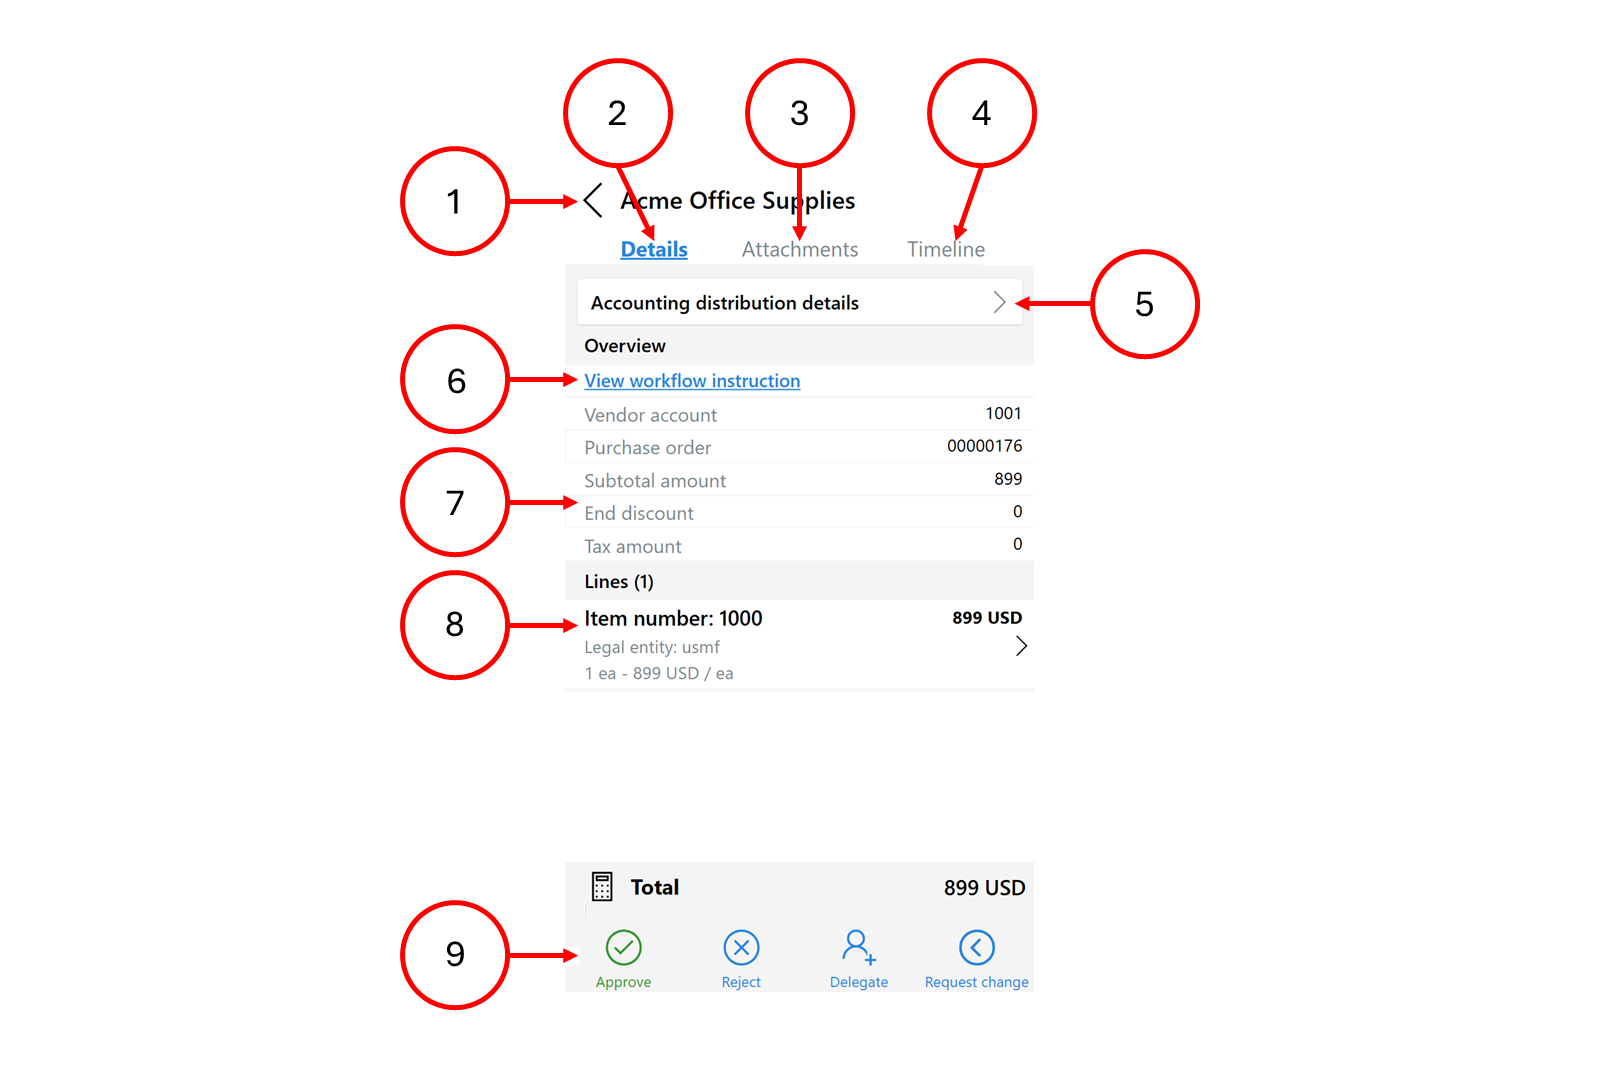 2
3
4
1
Acme Office Supplies
Details Attachments Timeline
Accounting distribution details
5
Overview
6
View workflow instruction
Vendor account 1001
Purchase order 00000176
Subtotal amount 899
7
End discount 0
Tax amount 0
Lines (1)
8
Item number: 1000 899 USD
Legal entity: usmf
1 ea - 899 USD / ea
Total 899 USD
9
Approve Reject Delegate Request change